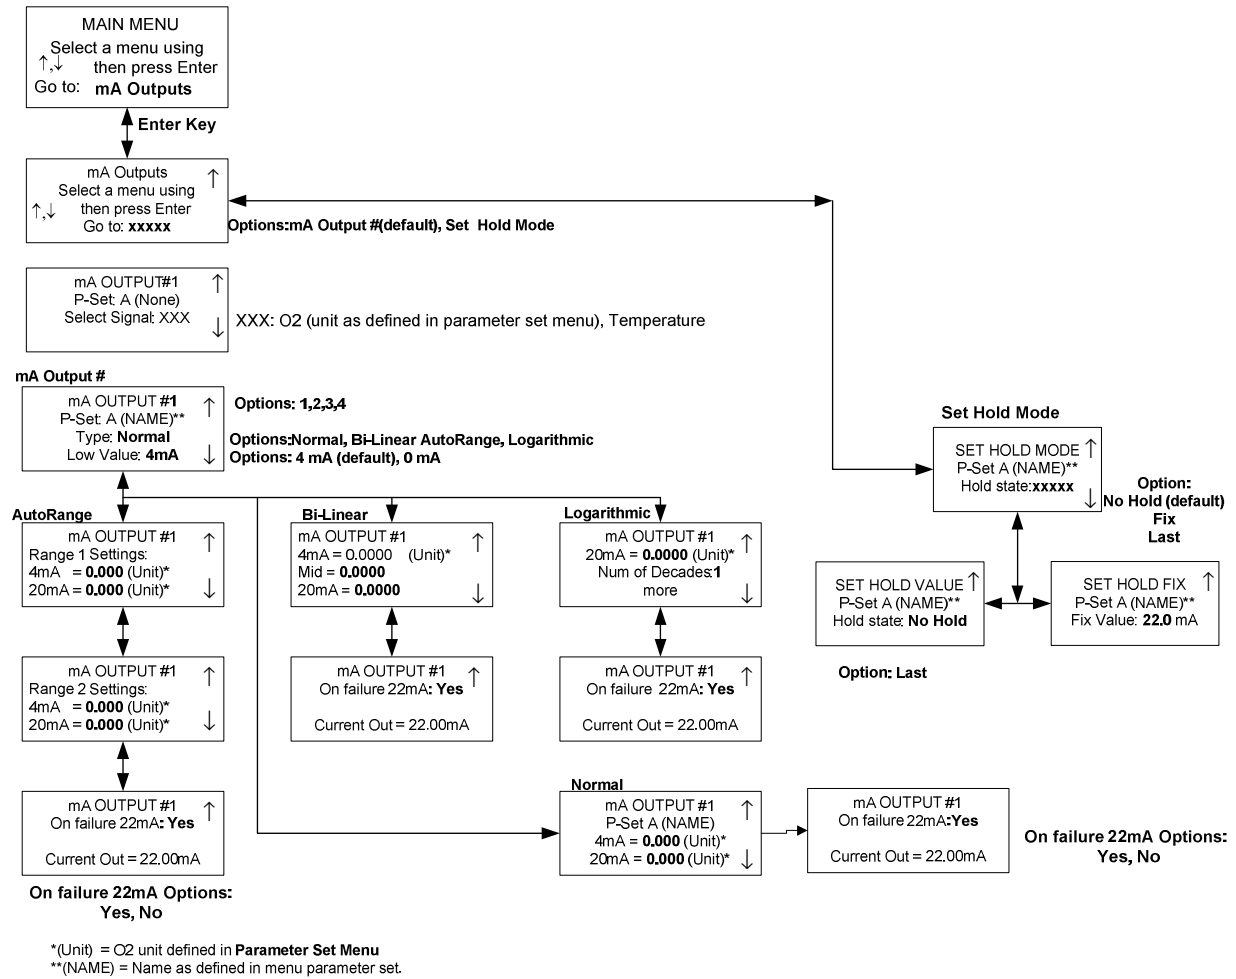 MAIN MENU
Select a menu using
↑,↓ then press Enter
Go to: mA Outputs
Enter Key
mA Outputs ↑
Select a menu using
↑,↓ then press Enter
Go to: xxxxx
Options:mA Output #(default), Set Hold Mode
mA OUTPUT#1 ↑
P-Set: A (None)
Select Signal: XXX ↓
XXX: O2 (unit as defined in parameter set menu), Temperature
mA Output #
mA OUTPUT #1 ↑
P-Set: A (NAME)**
Type: Normal
Low Value: 4mA ↓
Options: 1,2,3,4
Options:Normal, Bi-Linear AutoRange, Logarithmic
Options: 4 mA (default), 0 mA
Set Hold Mode
SET HOLD MODE ↑
P-Set A (NAME)**
Hold state:xxxxx ↓
Option:
No Hold (default)
Fix
Last
SET HOLD VALUE ↑
P-Set A (NAME)**
Hold state: No Hold
Option: Last
SET HOLD FIX ↑
P-Set A (NAME)**
Fix Value: 22.0 mA
AutoRange
mA OUTPUT #1 ↑
Range 1 Settings:
4mA = 0.000 (Unit)*
20mA = 0.000 (Unit)* ↓
mA OUTPUT #1 ↑
Range 2 Settings:
4mA = 0.000 (Unit)*
20mA = 0.000 (Unit)* ↓
mA OUTPUT #1 ↑
On failure 22mA: Yes
Current Out = 22.00mA
On failure 22mA Options:
Yes, No
Bi-Linear
mA OUTPUT #1 ↑
4mA = 0.0000 (Unit)*
Mid = 0.0000
20mA = 0.0000 ↓
mA OUTPUT #1 ↑
On failure 22mA: Yes
Current Out = 22.00mA
Logarithmic
mA OUTPUT #1 ↑
20mA = 0.0000 (Unit)*
Num of Decades:1
more ↓
mA OUTPUT #1 ↑
On failure 22mA: Yes
Current Out = 22.00mA
Normal
mA OUTPUT #1 ↑
P-Set A (NAME)
4mA = 0.000 (Unit)*
20mA = 0.000 (Unit)* ↓
mA OUTPUT #1
On failure 22mA:Yes
Current Out = 22.00mA
On failure 22mA Options:
Yes, No
*(Unit) = O2 unit defined in Parameter Set Menu
**(NAME) = Name as defined in menu parameter set.